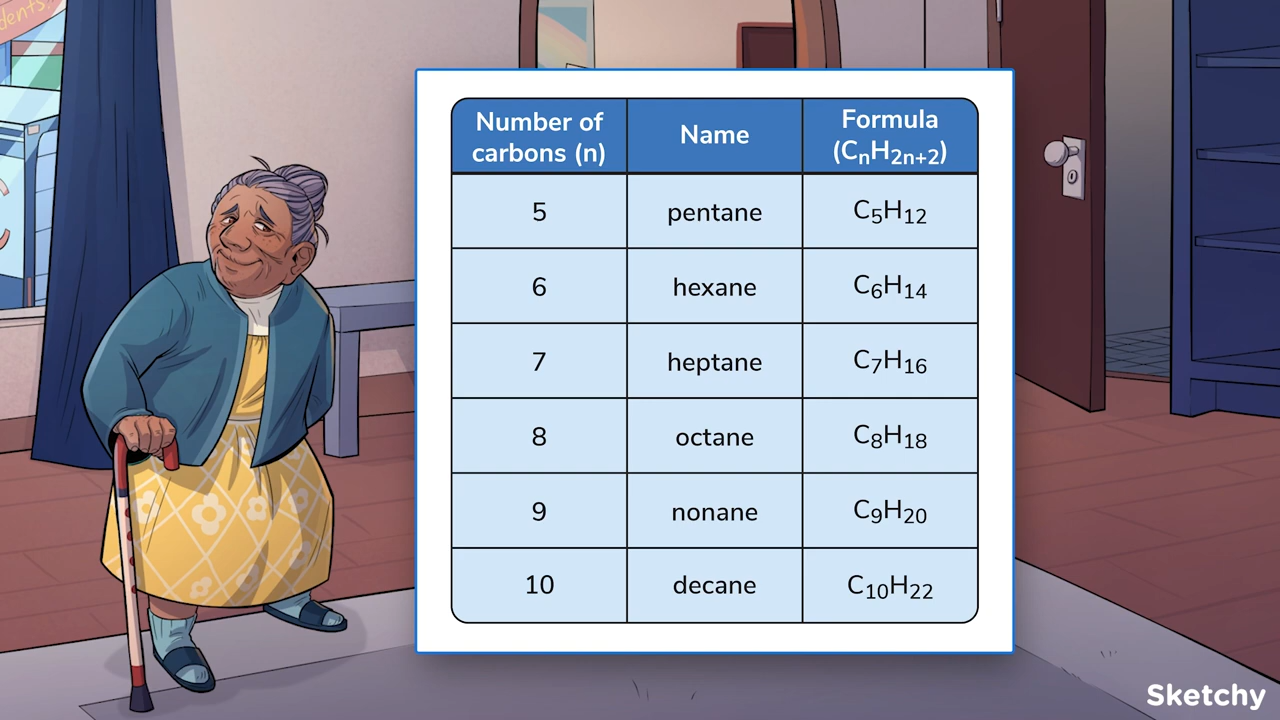 dents,
Number of carbons (n) Name Formula (CₙH₂ₙ₊₂)
5 pentane C₅H₁₂
6 hexane C₆H₁₄
7 heptane C₇H₁₆
8 octane C₈H₁₈
9 nonane C₉H₂₀
10 decane C₁₀H₂₂
Sketchy